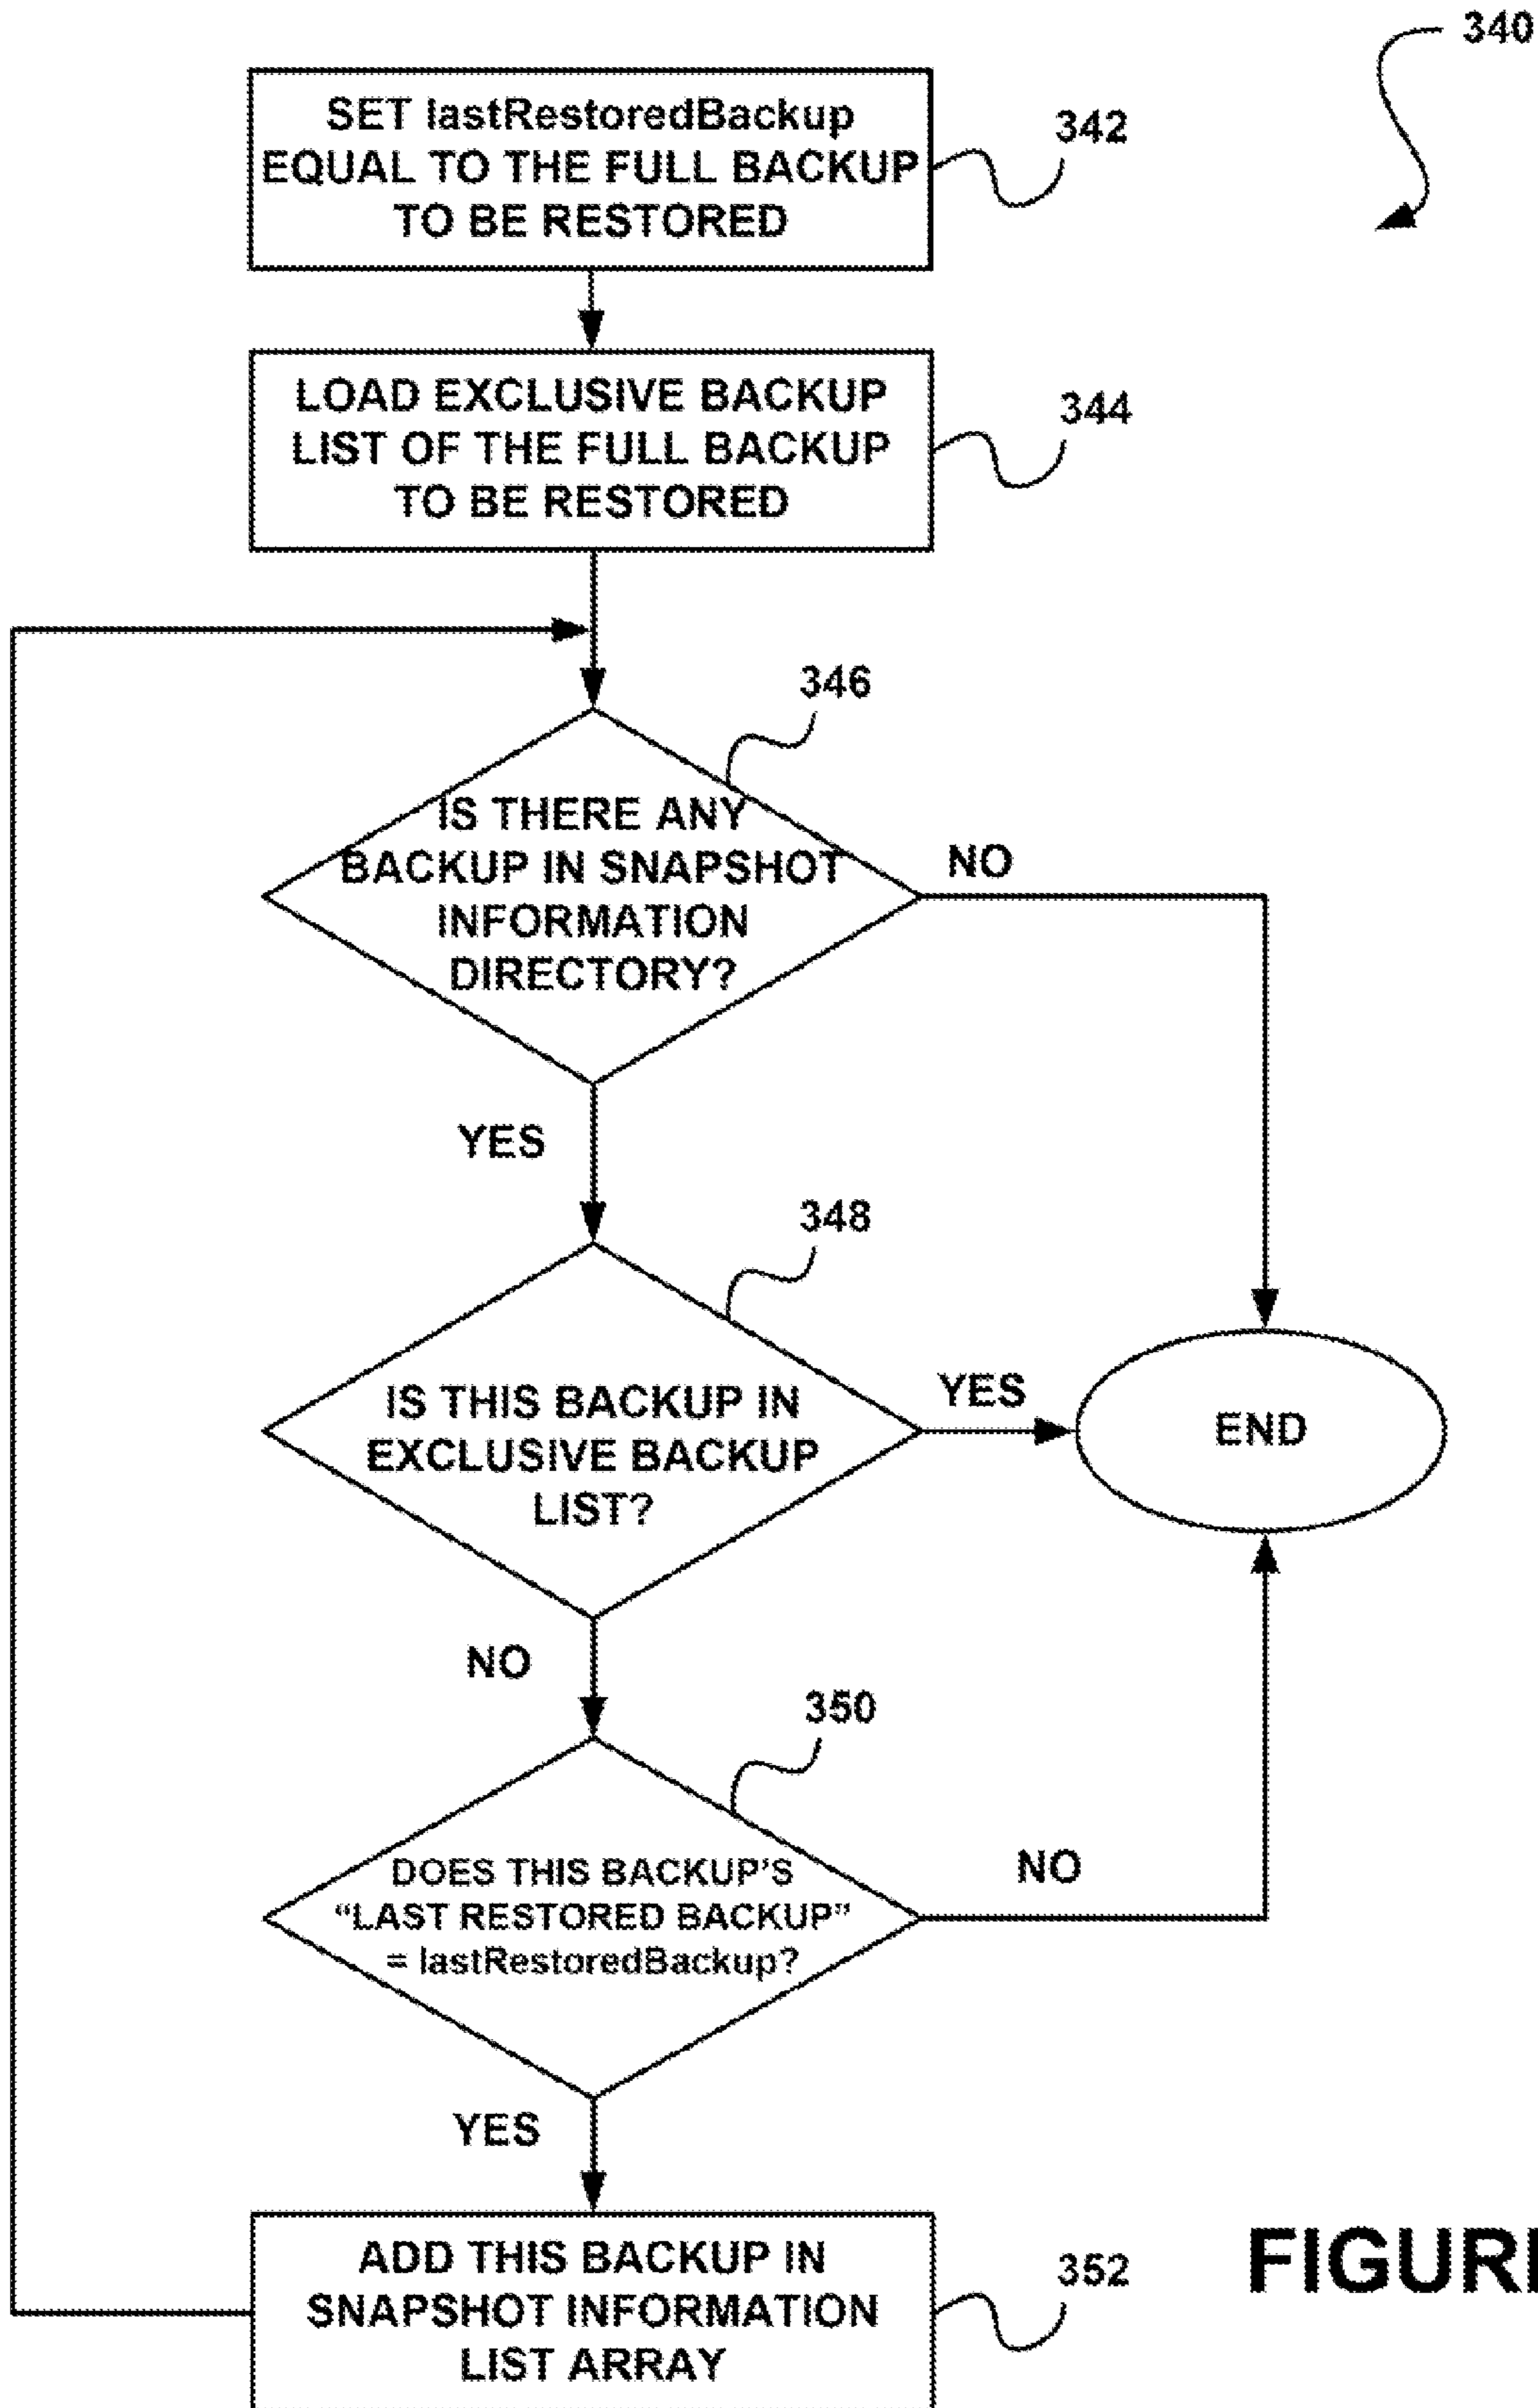 340
SET lastRestoredBackup
EQUAL TO THE FULL BACKUP
TO BE RESTORED
342
LOAD EXCLUSIVE BACKUP
LIST OF THE FULL BACKUP
TO BE RESTORED
344
346
IS THERE ANY
BACKUP IN SNAPSHOT
INFORMATION
DIRECTORY?
NO
YES
348
IS THIS BACKUP IN
EXCLUSIVE BACKUP
LIST?
YES
END
NO
350
DOES THIS BACKUP'S
“LAST RESTORED BACKUP”
= lastRestoredBackup?
NO
YES
ADD THIS BACKUP IN
SNAPSHOT INFORMATION
LIST ARRAY
352